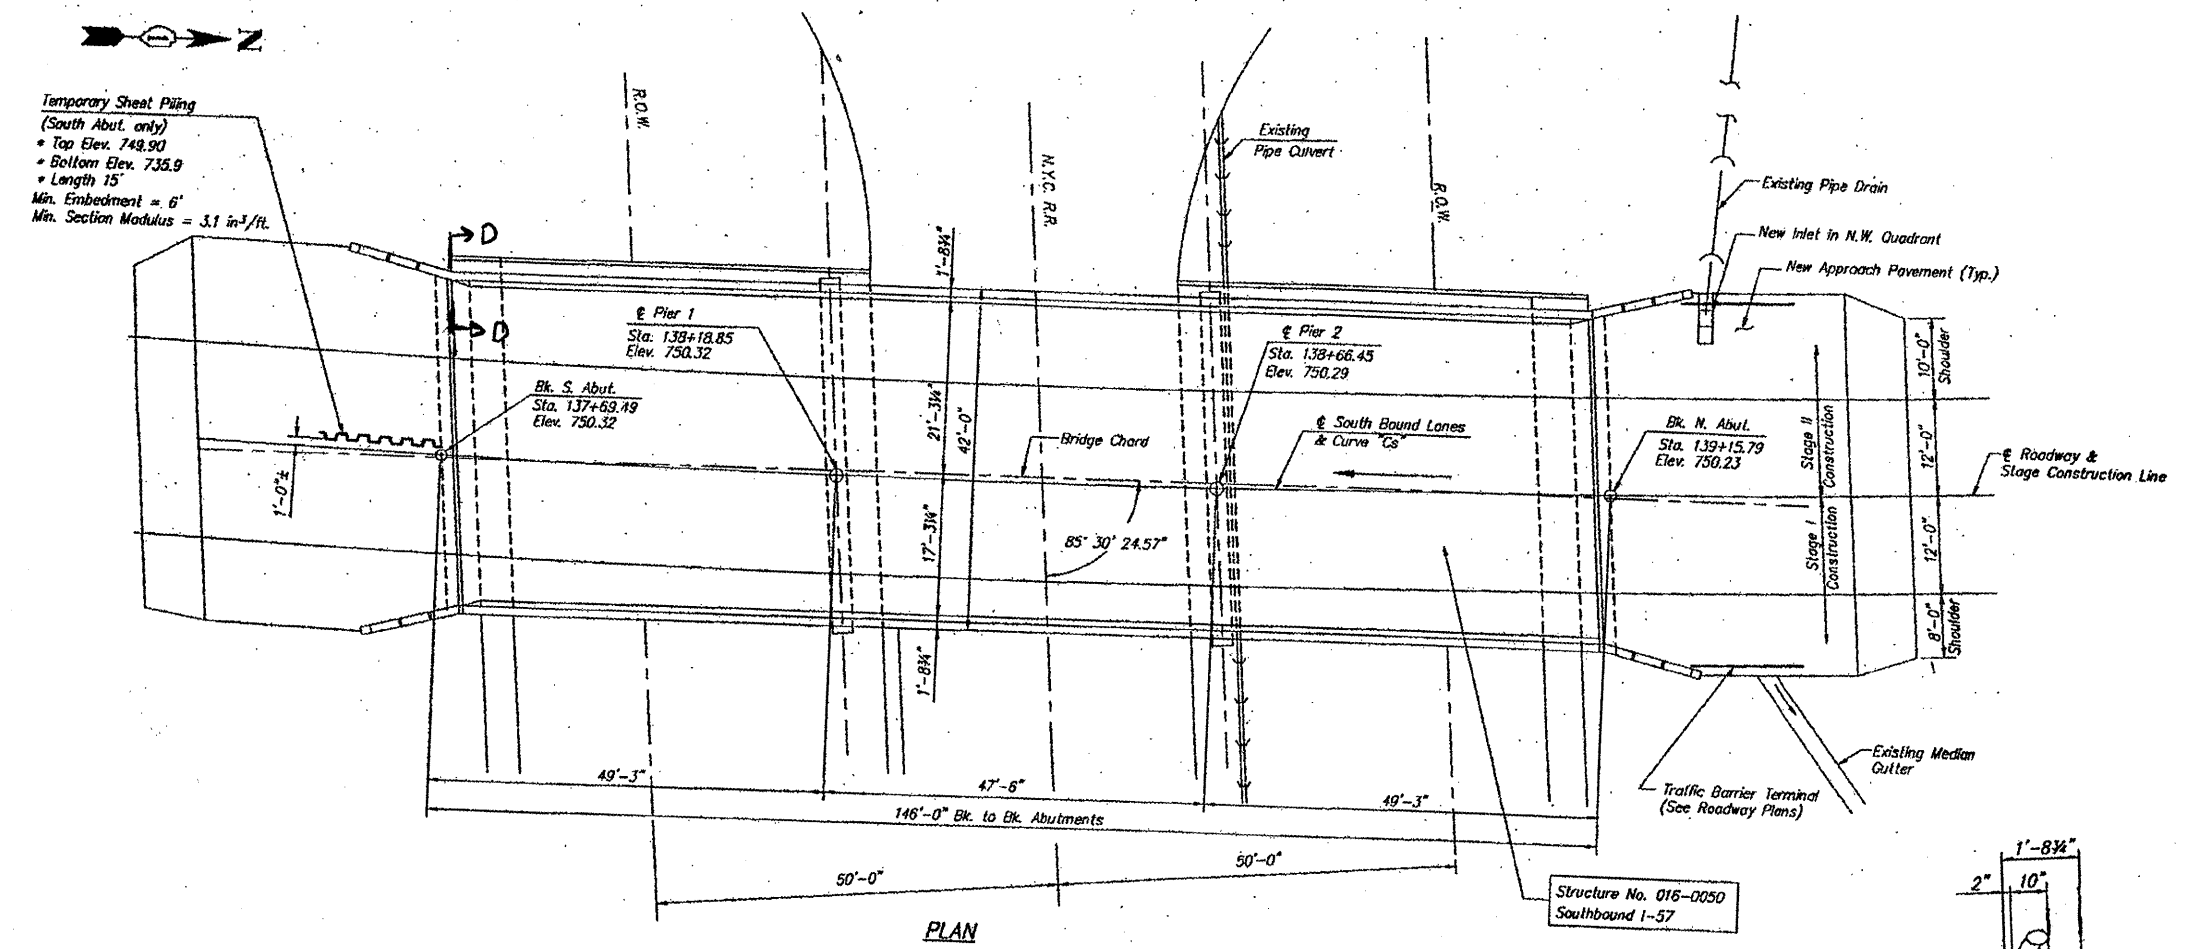 N
Temporary Sheet Piling
(South Abut. only)
* Top Elev. 749.90
* Bottom Elev. 735.9
* Length 15'
Min. Embedment = 6'
Min. Section Modulus = 3.1 in³/ft.
D
D
R.O.W.
N.Y.C. R.R.
R.O.W.
Existing
Pipe Culvert
Existing Pipe Drain
New Inlet in N.W. Quadrant
New Approach Pavement (Typ.)
1'-8¾"
℄ Pier 1
Sta. 138+18.85
Elev. 750.32
℄ Pier 2
Sta. 138+66.45
Elev. 750.29
Bk. S. Abut.
Sta. 137+69.49
Elev. 750.32
21'-3¼"
42'-0"
Bridge Chord
℄ South Bound Lanes
& Curve "Cs"
Bk. N. Abut.
Sta. 139+15.79
Elev. 750.23
Stage II
Construction
Stage I
Construction
10'-0"
Shoulder
12'-0"
12'-0"
8'-0"
Shoulder
℄ Roadway &
Stage Construction Line
1'-0"±
17'-3¼"
85° 30' 24.57"
1'-8¾"
49'-3"
47'-6"
49'-3"
146'-0" Bk. to Bk. Abutments
50'-0"
50'-0"
Existing Median
Gutter
Traffic Barrier Terminal
(See Roadway Plans)
Structure No. 016-0050
Southbound I-57
1'-8¾"
2"
10"
PLAN